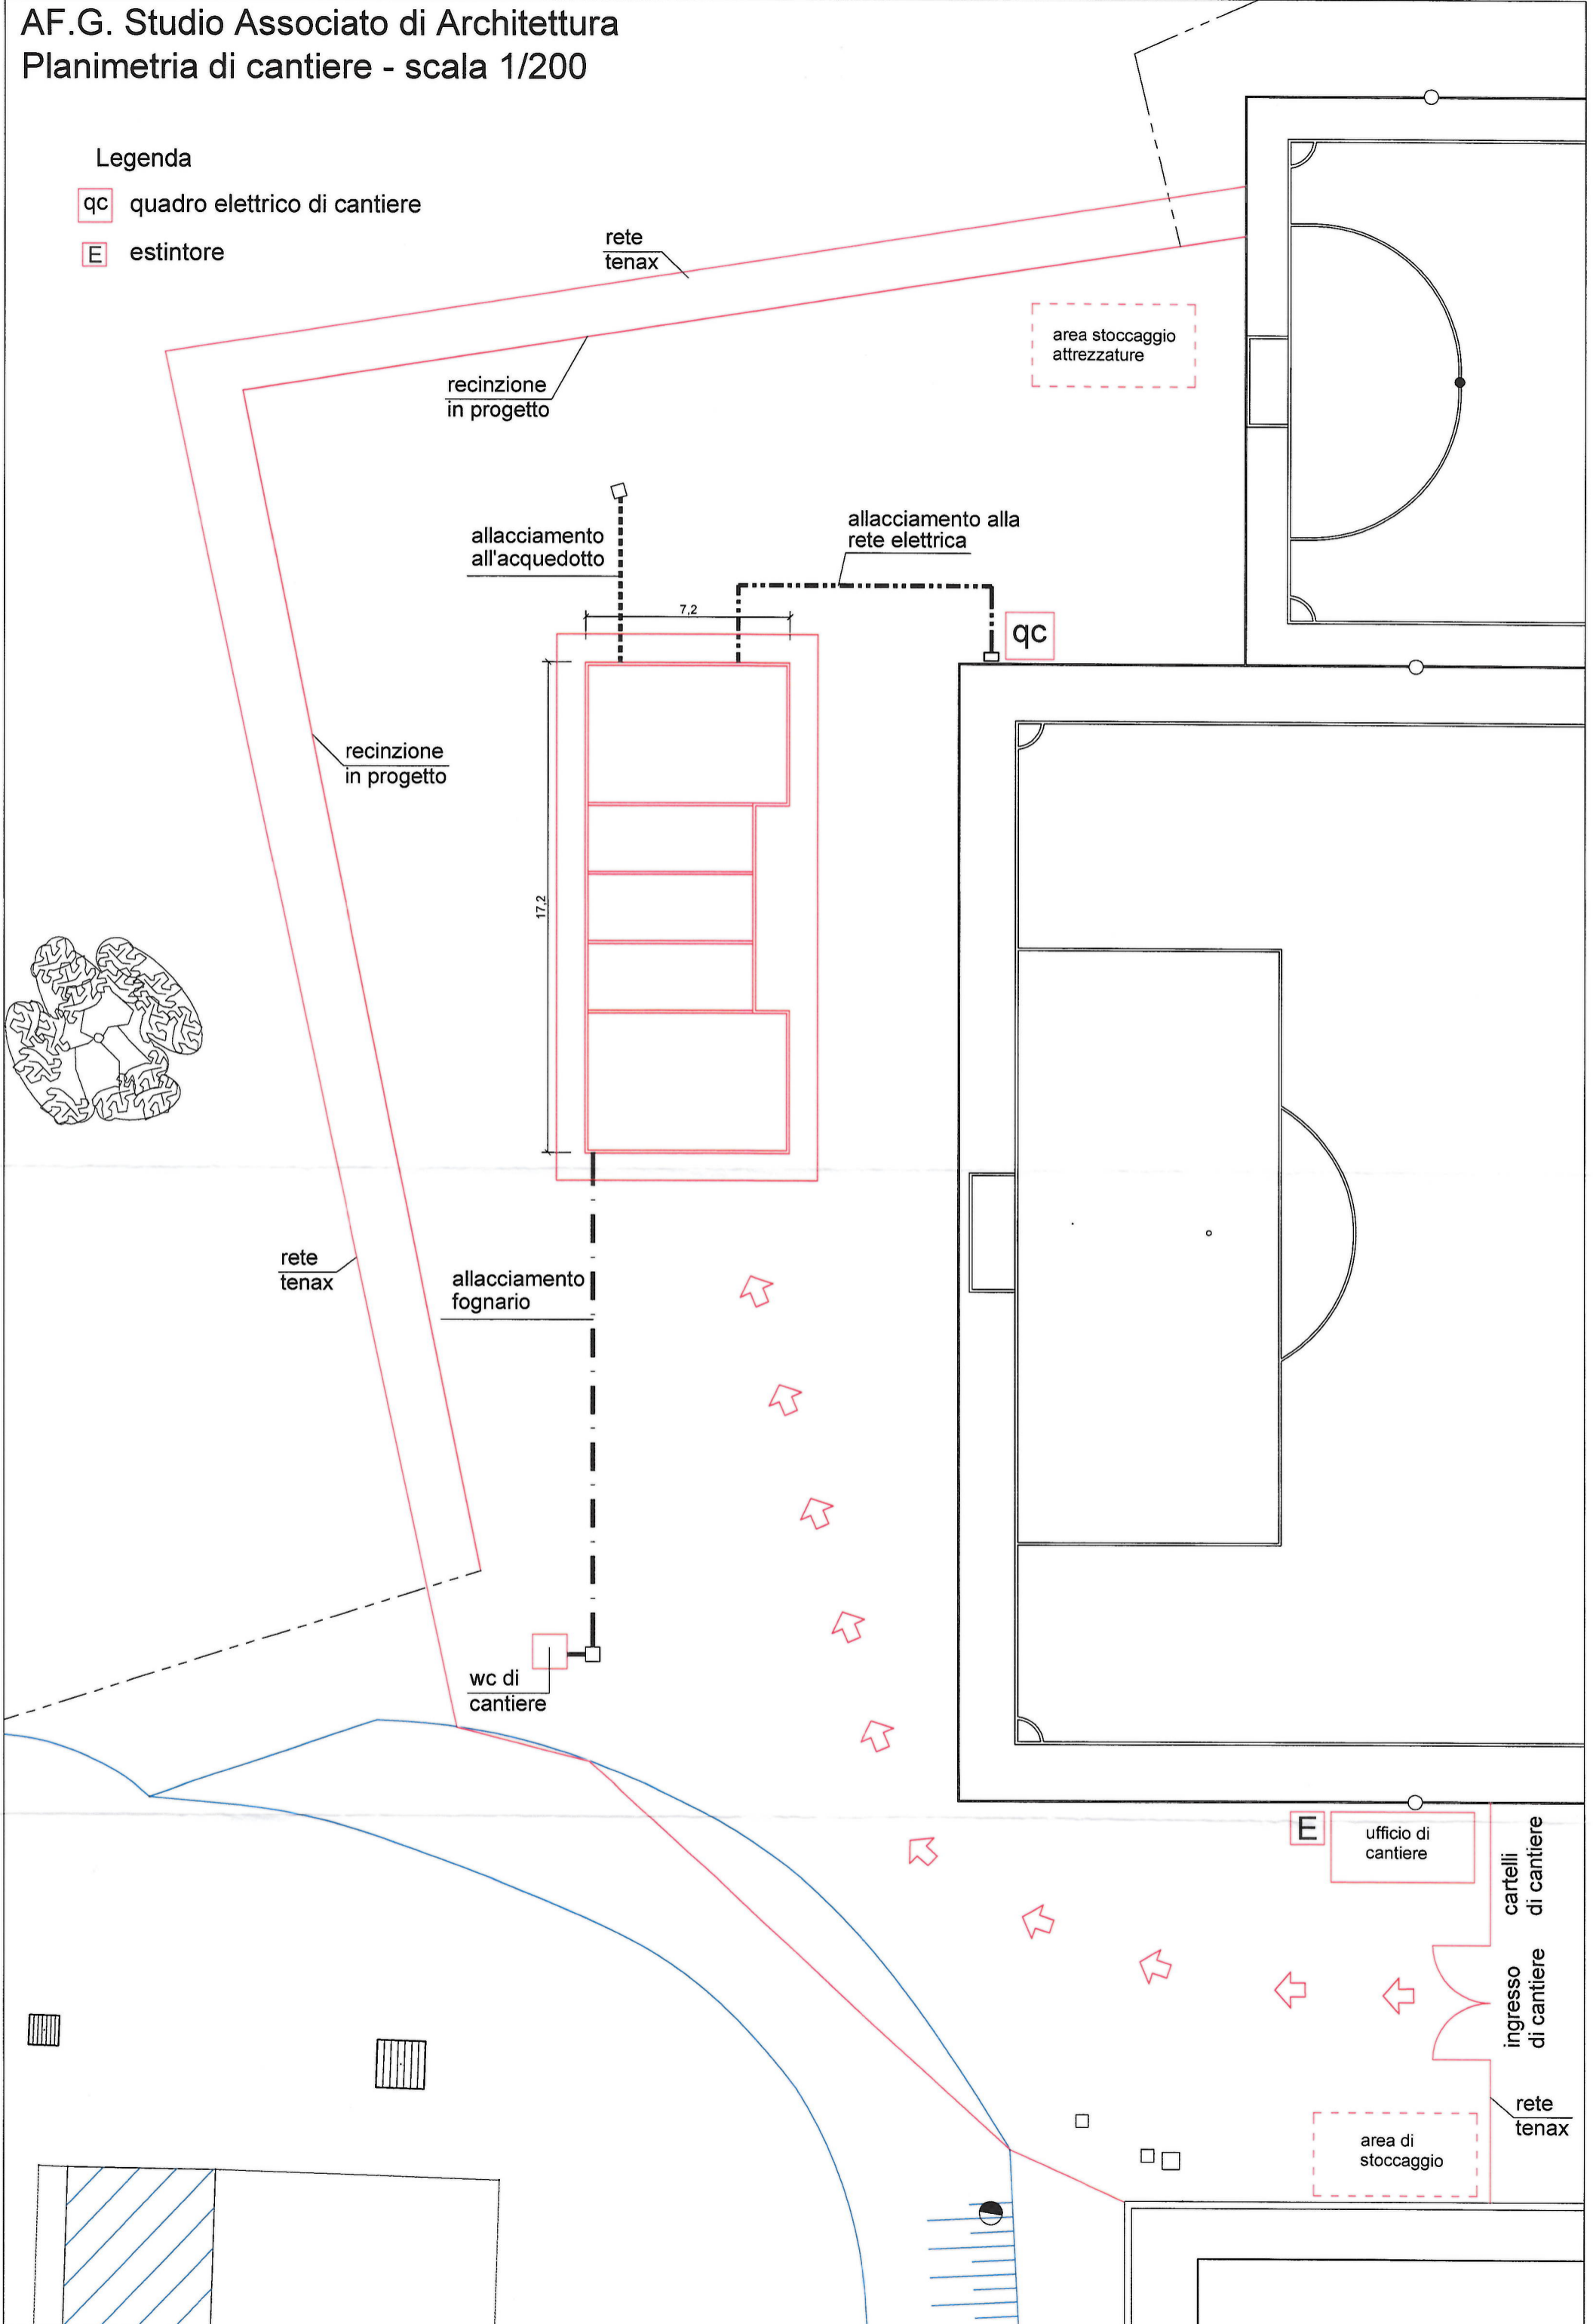 AF.G. Studio Associato di Architettura
Planimetria di cantiere - scala 1/200
Legenda
qc quadro elettrico di cantiere
E estintore
rete
tenax
area stoccaggio
attrezzature
recinzione
in progetto
allacciamento
all'acquedotto
allacciamento alla
rete elettrica
7,2
qc
recinzione
in progetto
17,2
rete
tenax
allacciamento
fognario
wc di
cantiere
E
ufficio di
cantiere
cartelli
di cantiere
ingresso
di cantiere
rete
tenax
area di
stoccaggio